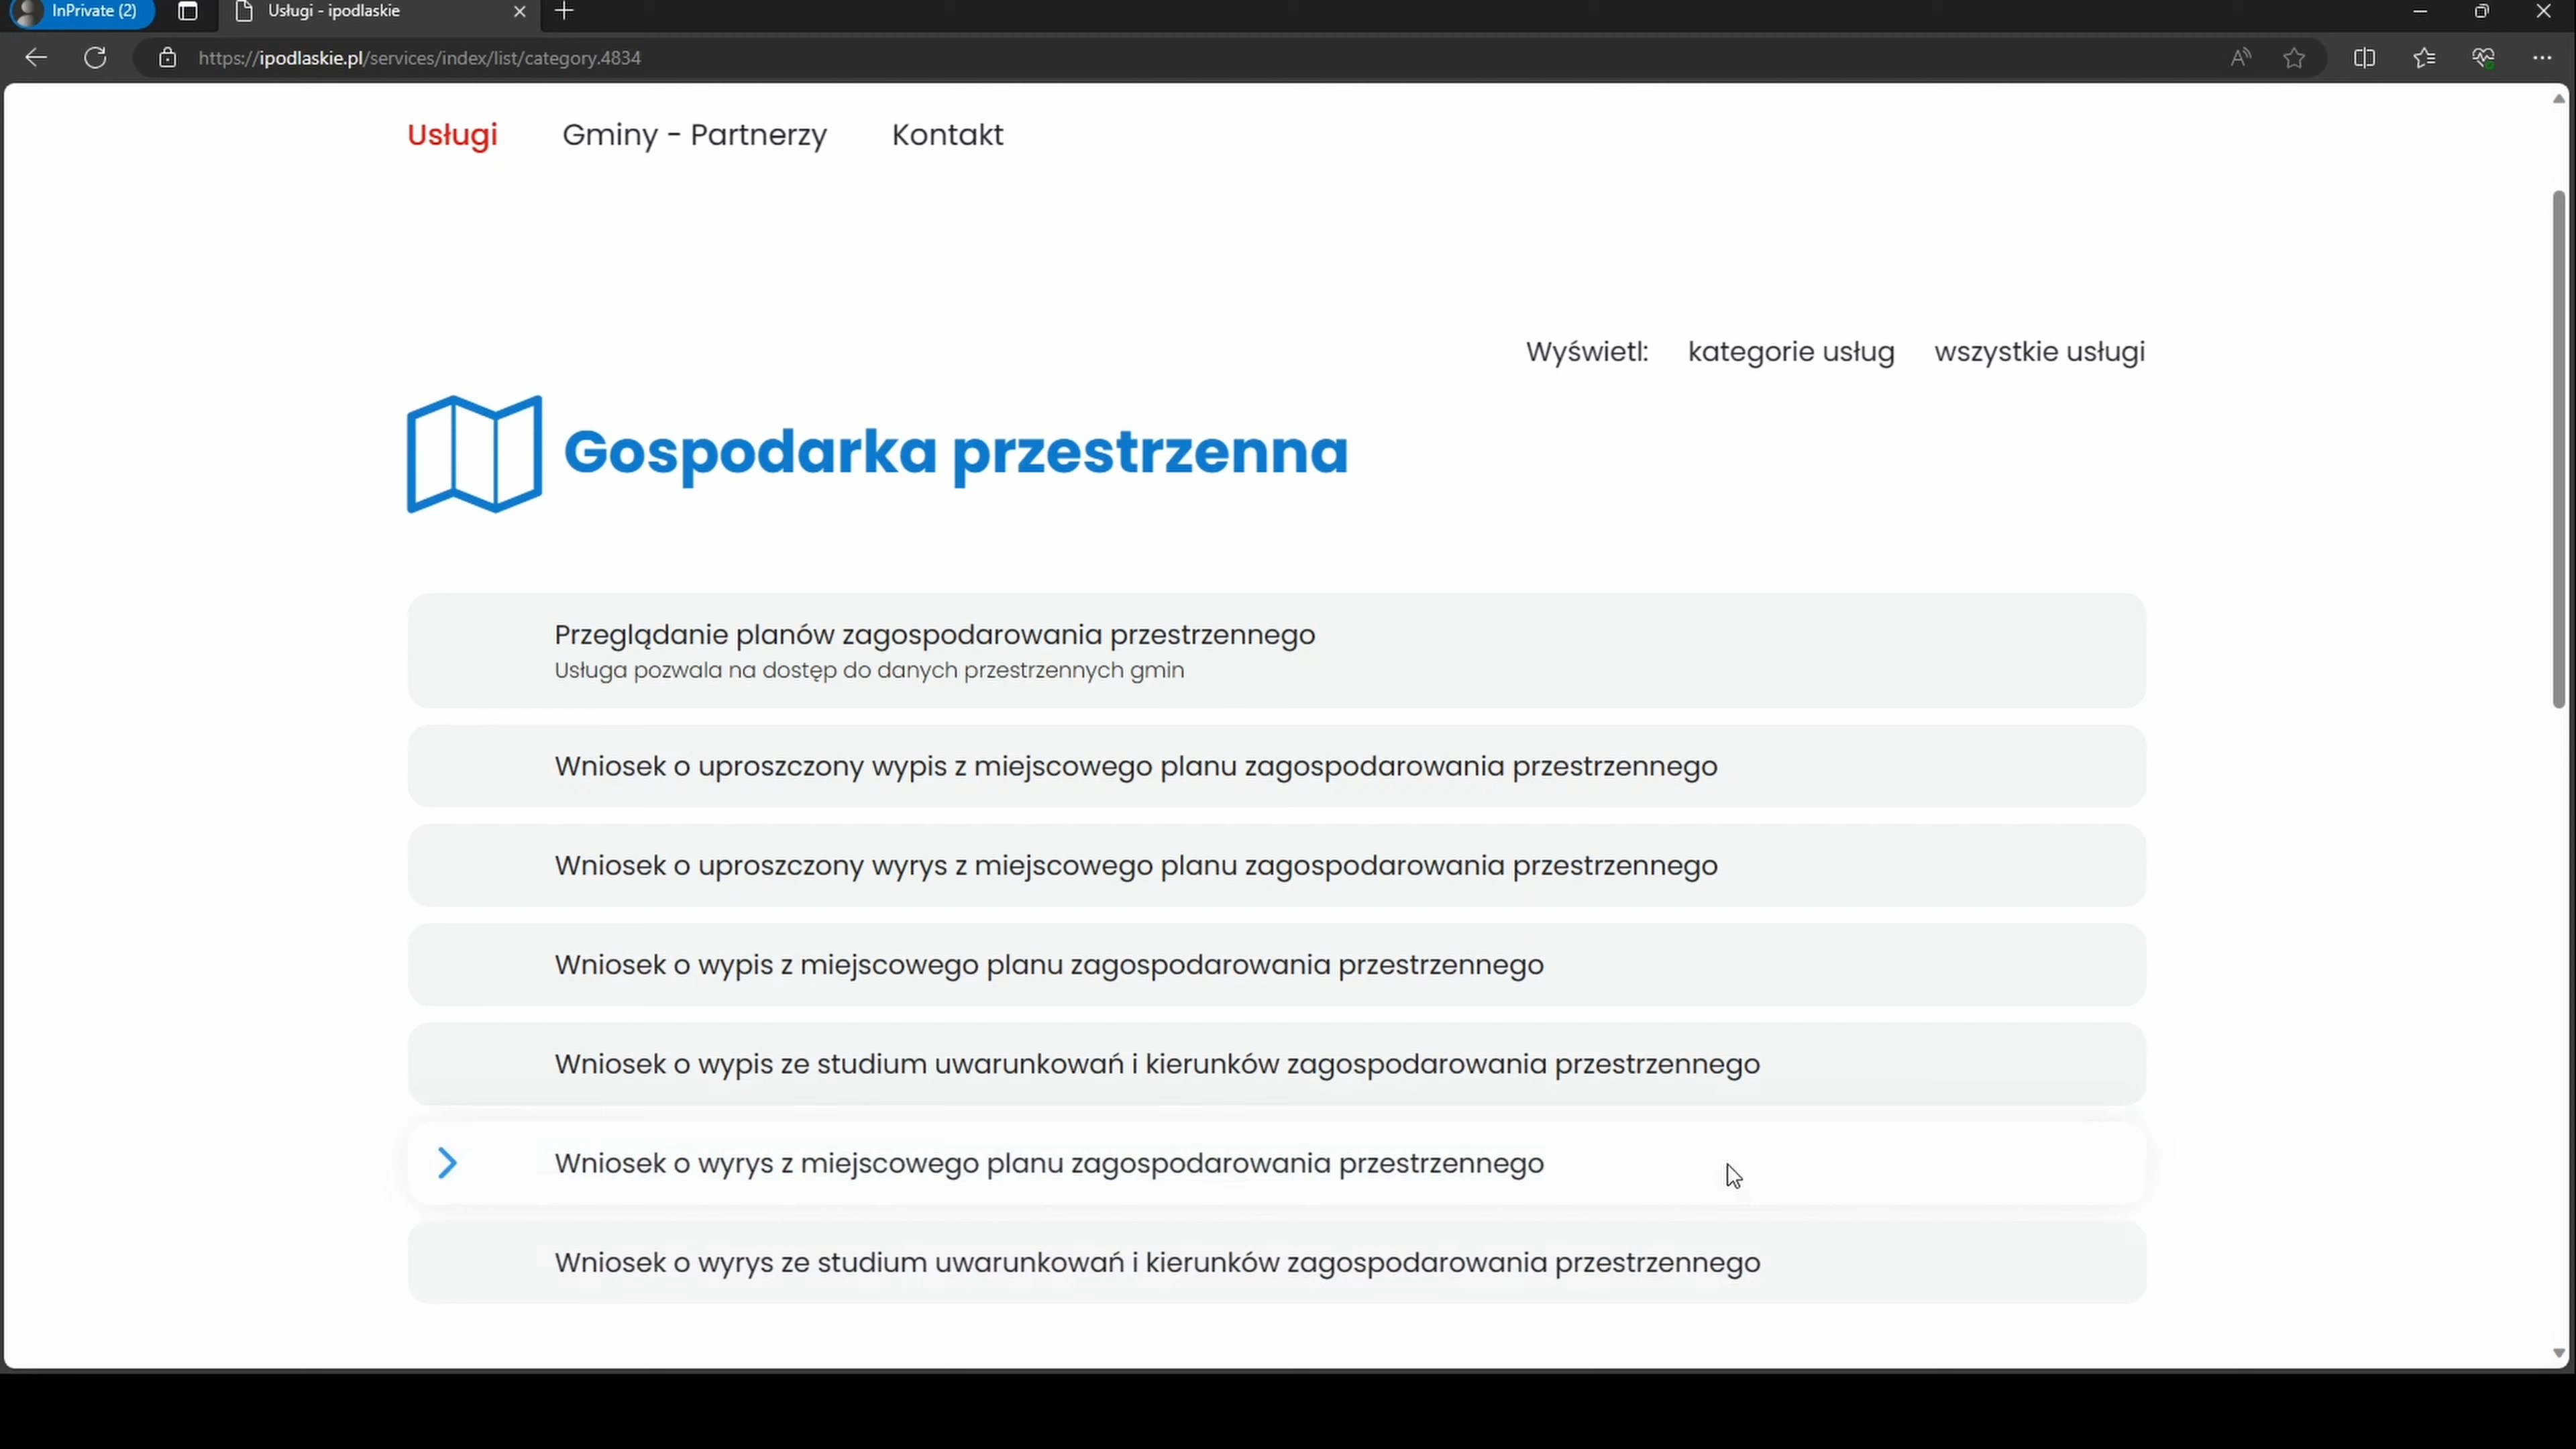 InPrivate (2)
Usługi - ipodlaskie
https://ipodlaskie.pl/services/index/list/category.4834
Usługi Gminy - Partnerzy Kontakt
Wyświetl: kategorie usług wszystkie usługi
Gospodarka przestrzenna
Przeglądanie planów zagospodarowania przestrzennego
Usługa pozwala na dostęp do danych przestrzennych gmin
Wniosek o uproszczony wypis z miejscowego planu zagospodarowania przestrzennego
Wniosek o uproszczony wyrys z miejscowego planu zagospodarowania przestrzennego
Wniosek o wypis z miejscowego planu zagospodarowania przestrzennego
Wniosek o wypis ze studium uwarunkowań i kierunków zagospodarowania przestrzennego
Wniosek o wyrys z miejscowego planu zagospodarowania przestrzennego
Wniosek o wyrys ze studium uwarunkowań i kierunków zagospodarowania przestrzennego